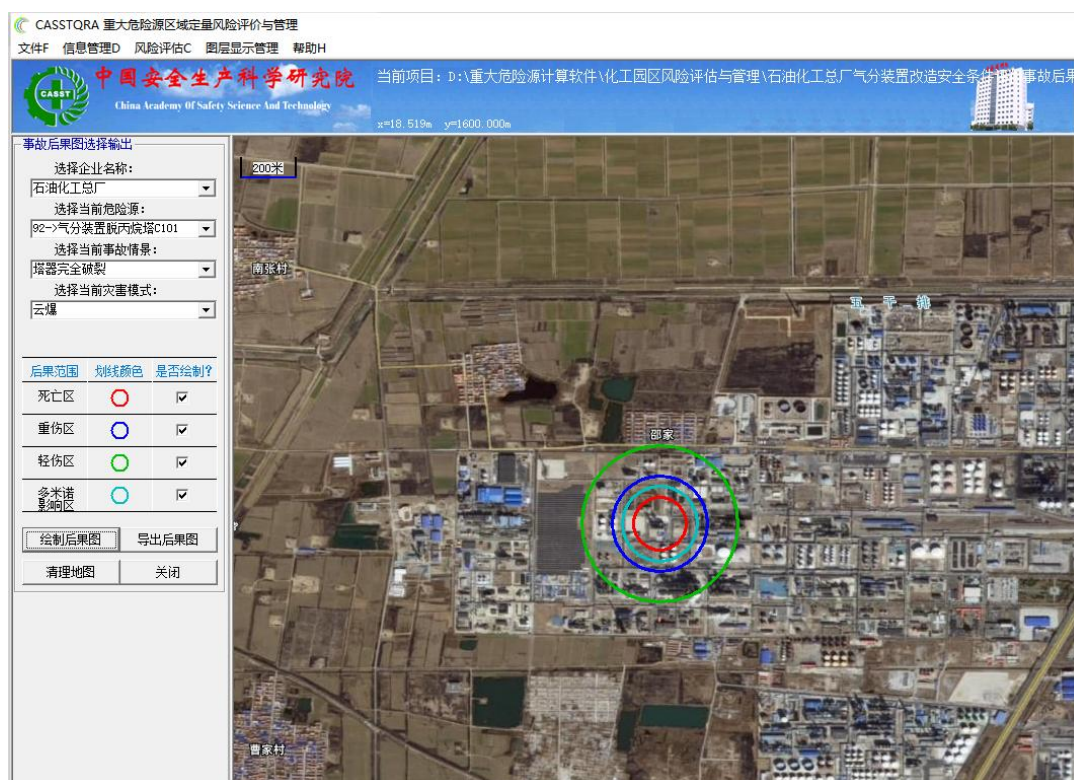 CASSTQRA 重大危险源区域定量风险评价与管理
文件F 信息管理D 风险评估C 图层显示管理 帮助H
CASST
中国安全生产科学研究院
China Academy Of Safety Science And Technology
当前项目: D:\重大危险源计算软件\化工园区风险评估与管理\石油化工总厂气分装置改造安全条件
事故后果
x=18.519m y=1600.000m
事故后果图选择输出
选择企业名称:
石油化工总厂
选择当前危险源:
92->气分装置脱丙烷塔C101
选择当前事故情景:
塔器完全破裂
选择当前灾害模式:
云爆
后果范围 划线颜色 是否绘制?
死亡区
重伤区
轻伤区
多米诺
影响区
绘制后果图 导出后果图
清理地图 关闭
200米
南张村
五 干 排
邵家
曹家村